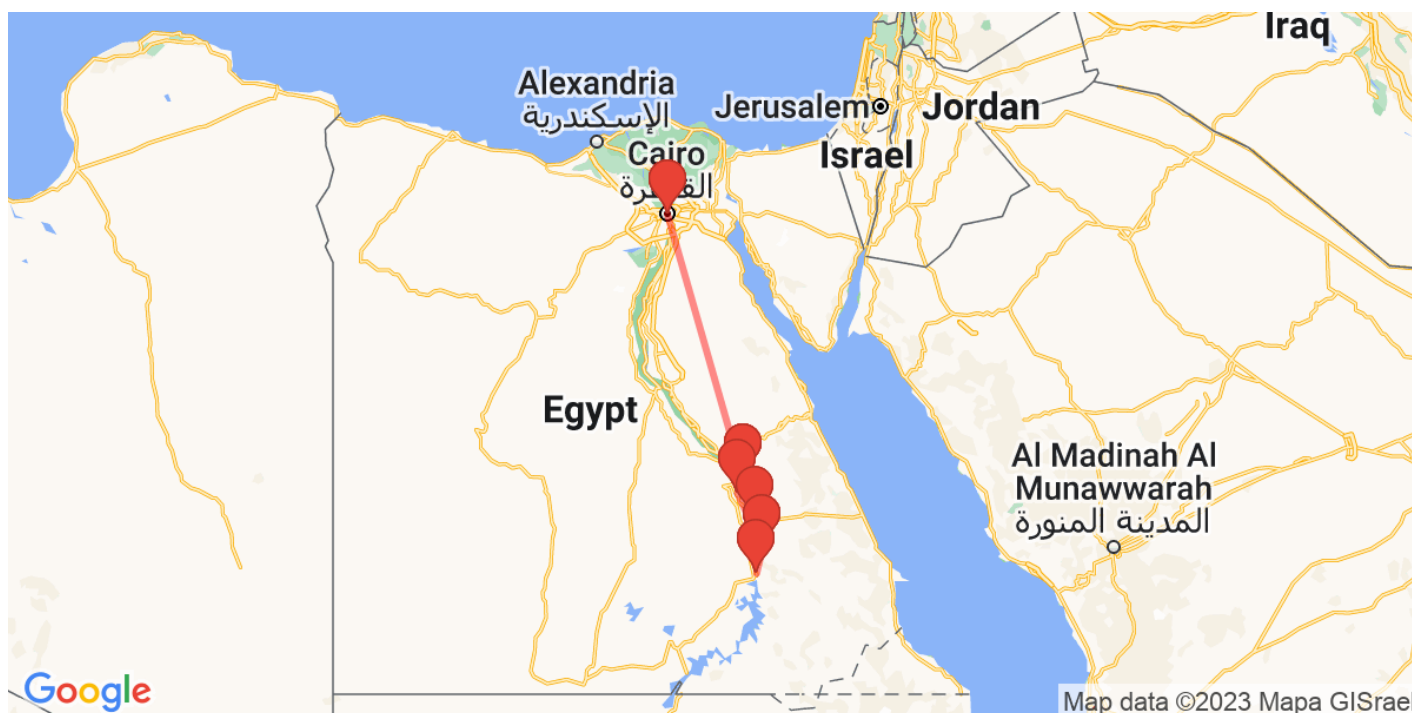 Iraq
Alexandria
الإسكندرية
Jerusalem
Jordan
Cairo
Israel
Egypt
Al Madinah Al
Munawwarah
المدينة المنورة
Google
Map data ©2023 Mapa GISrael